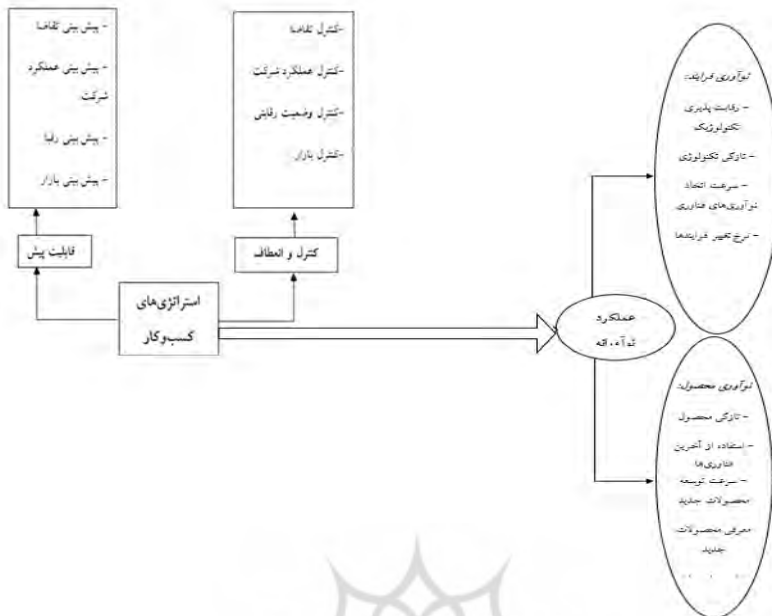 - پیش بینی تقاضا
- پیش بینی عملکرد
شرکت
- پیش بینی رقبا
- پیش بینی بازار
-کنترل تقاضا
-کنترل عملکرد شرکت
-کنترل وضعیت رقابتی
-کنترل بازار
قابلیت پیش
کنترل و انعطاف
استراتژی‌های
کسب‌وکار
عملکرد
نوآوری فرایند:
- رقابت پذیری
تکنولوژیک
- تازگی تکنولوژی
- سرعت اتخاذ
نوآوری‌های فناوری
- نرخ تغییر فرایندها
نوآوری محصول:
- تازگی محصول
- استفاده از آخرین
فناوری‌ها
- سرعت توسعه
محصولات جدید
معرفی محصولات
جدید